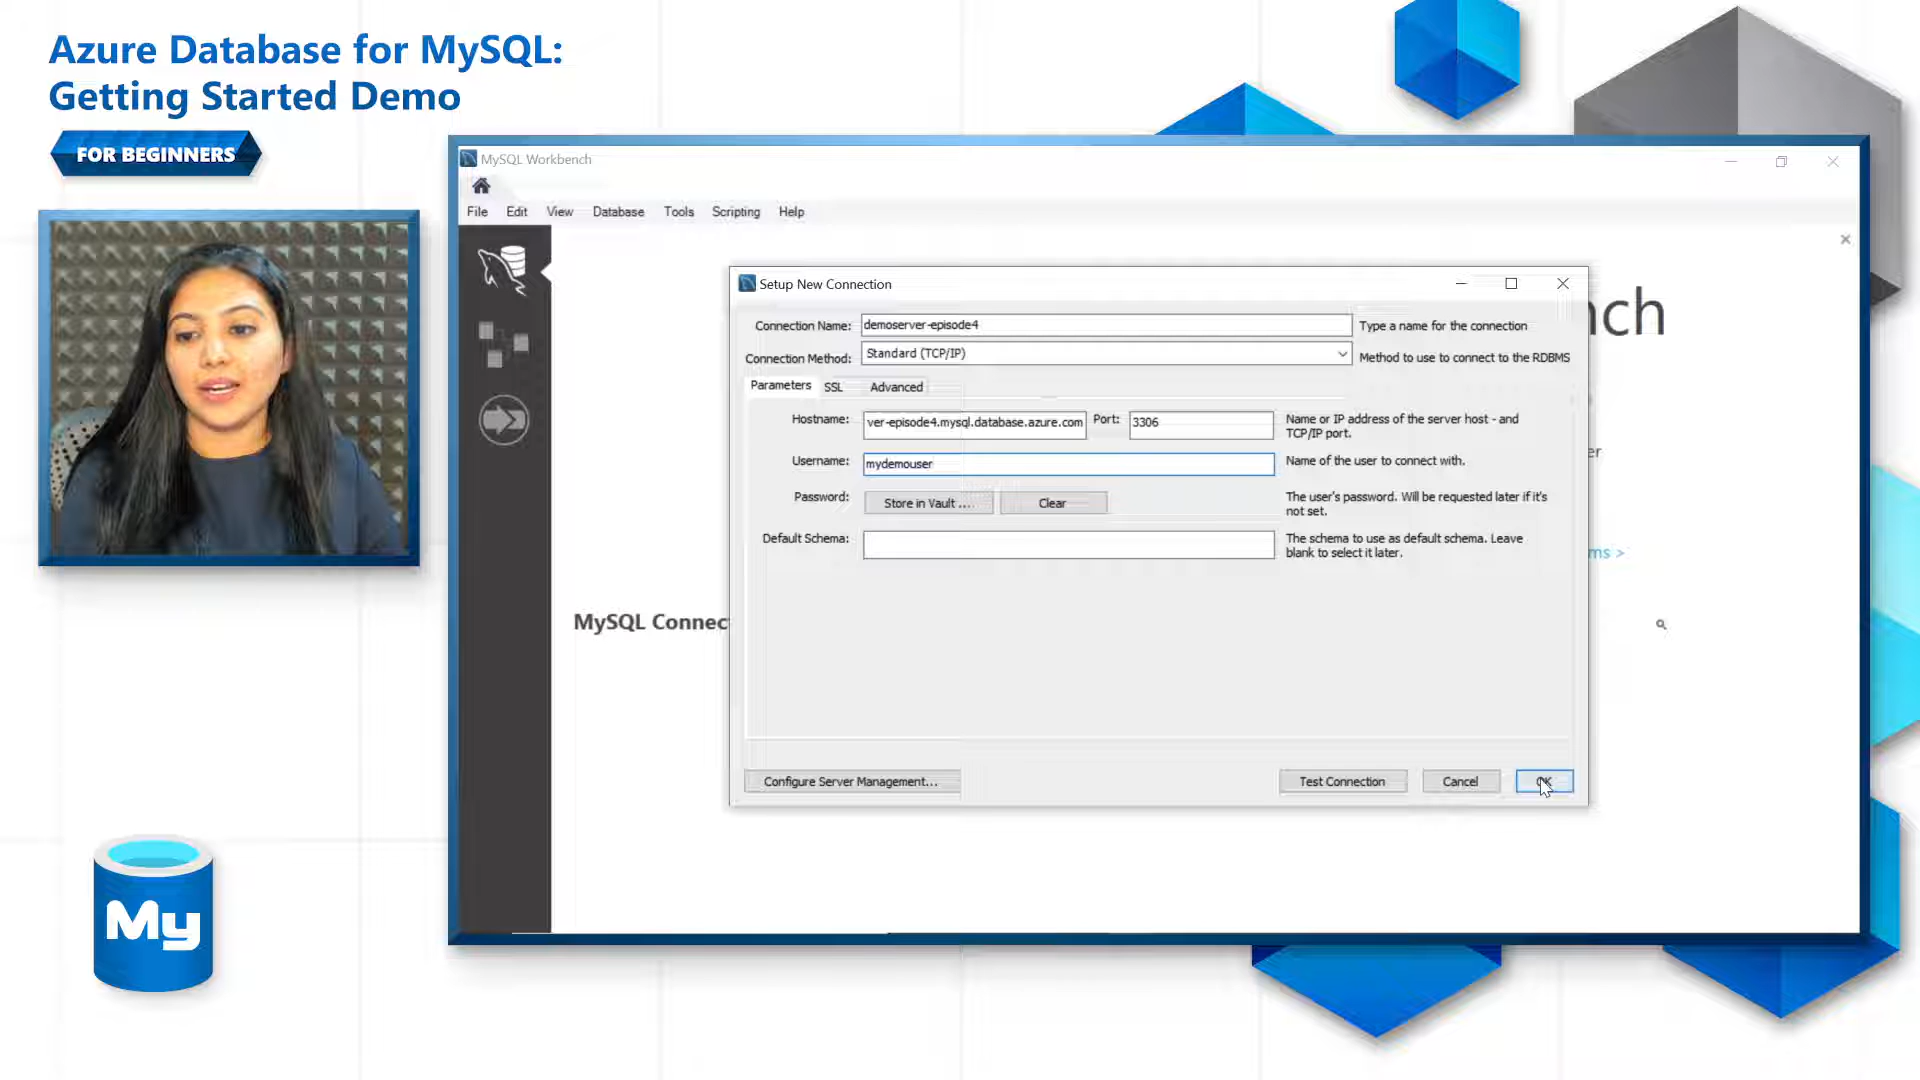 Azure Database for MySQL:
Getting Started Demo
FOR BEGINNERS
MySQL Workbench
File Edit View Database Tools Scripting Help
Setup New Connection
Connection Name: demoserver-episode4 Type a name for the connection
Connection Method: Standard (TCP/IP) Method to use to connect to the RDBMS
Parameters SSL Advanced
Hostname: ver-episode4.mysql.database.azure.com Port: 3306 Name or IP address of the server host - and
TCP/IP port.
Username: mydemouser Name of the user to connect with.
Password: Store in Vault ... Clear The user's password. Will be requested later if it's
not set.
Default Schema: The schema to use as default schema. Leave
blank to select it later.
Configure Server Management... Test Connection Cancel OK
nch
er
ms >
MySQL Connec
My